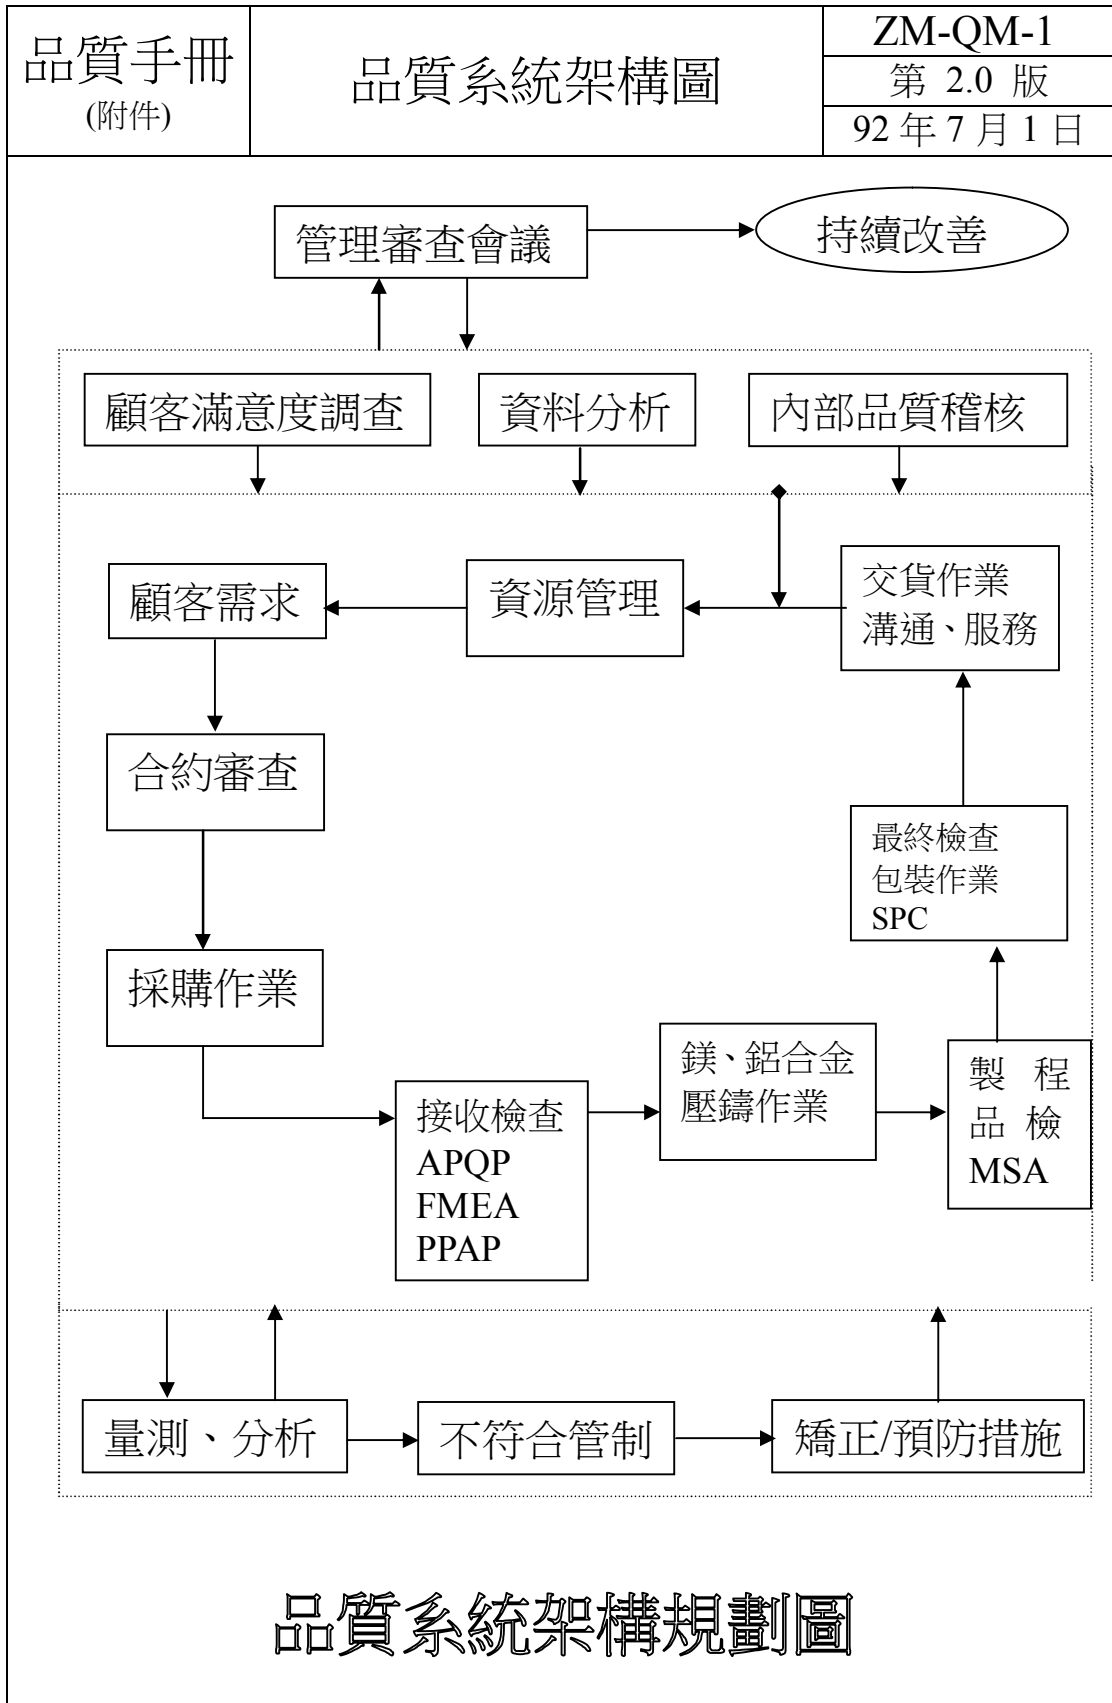 品質手冊
(附件)
品質系統架構圖
ZM-QM-1
第 2.0 版
92 年 7 月 1 日
管理審查會議
持續改善
顧客滿意度調查
資料分析
內部品質稽核
顧客需求
資源管理
交貨作業
溝通、服務
合約審查
最終檢查
包裝作業
SPC
採購作業
接收檢查
APQP
FMEA
PPAP
鎂、鋁合金
壓鑄作業
製 程
品 檢
MSA
量測、分析
不符合管制
矯正/預防措施
品質系統架構規劃圖